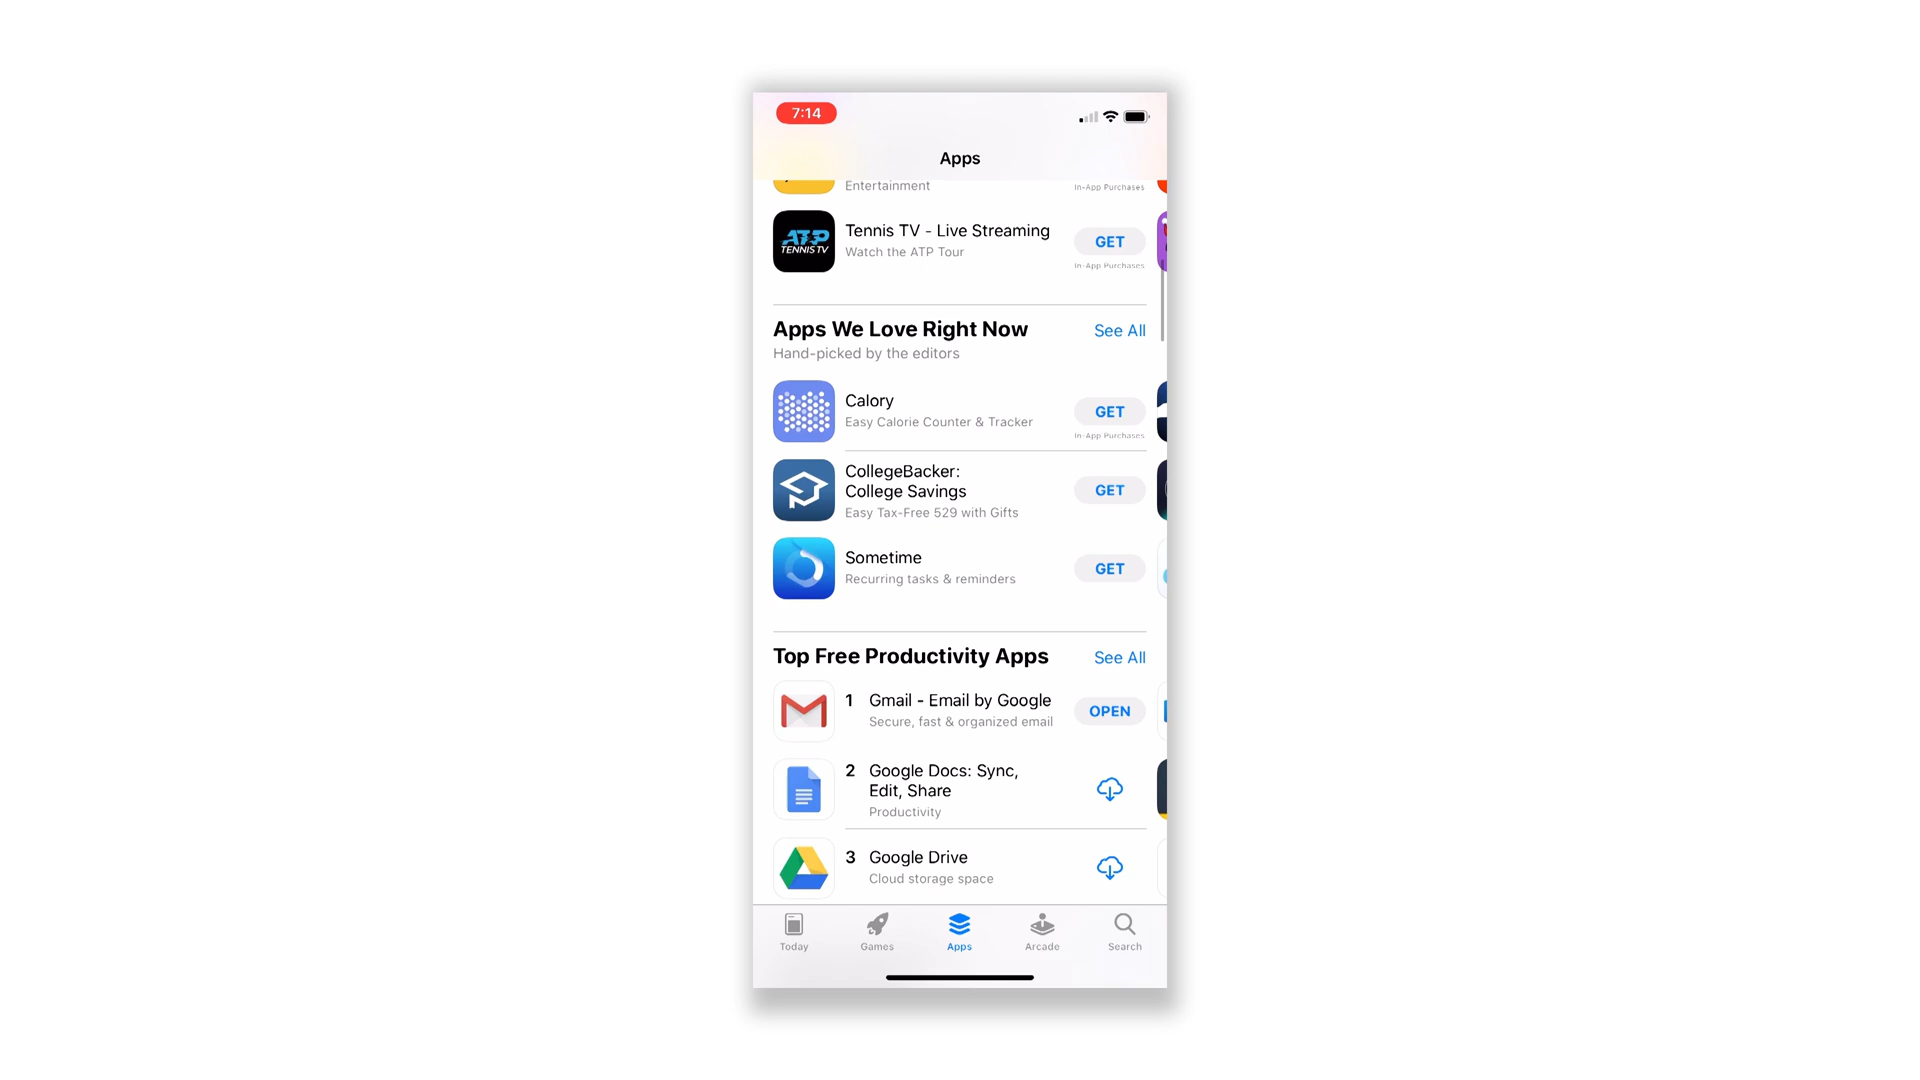 7:14
Apps
Entertainment
In-App Purchases
ATP
TENNIS TV
Tennis TV - Live Streaming
Watch the ATP Tour
GET
In-App Purchases
Apps We Love Right Now
See All
Hand-picked by the editors
Calory
Easy Calorie Counter & Tracker
GET
In-App Purchases
CollegeBacker:
College Savings
Easy Tax-Free 529 with Gifts
GET
Sometime
Recurring tasks & reminders
GET
Top Free Productivity Apps
See All
1 Gmail - Email by Google
Secure, fast & organized email
OPEN
2 Google Docs: Sync,
Edit, Share
Productivity
3 Google Drive
Cloud storage space
Today
Games
Apps
Arcade
Search